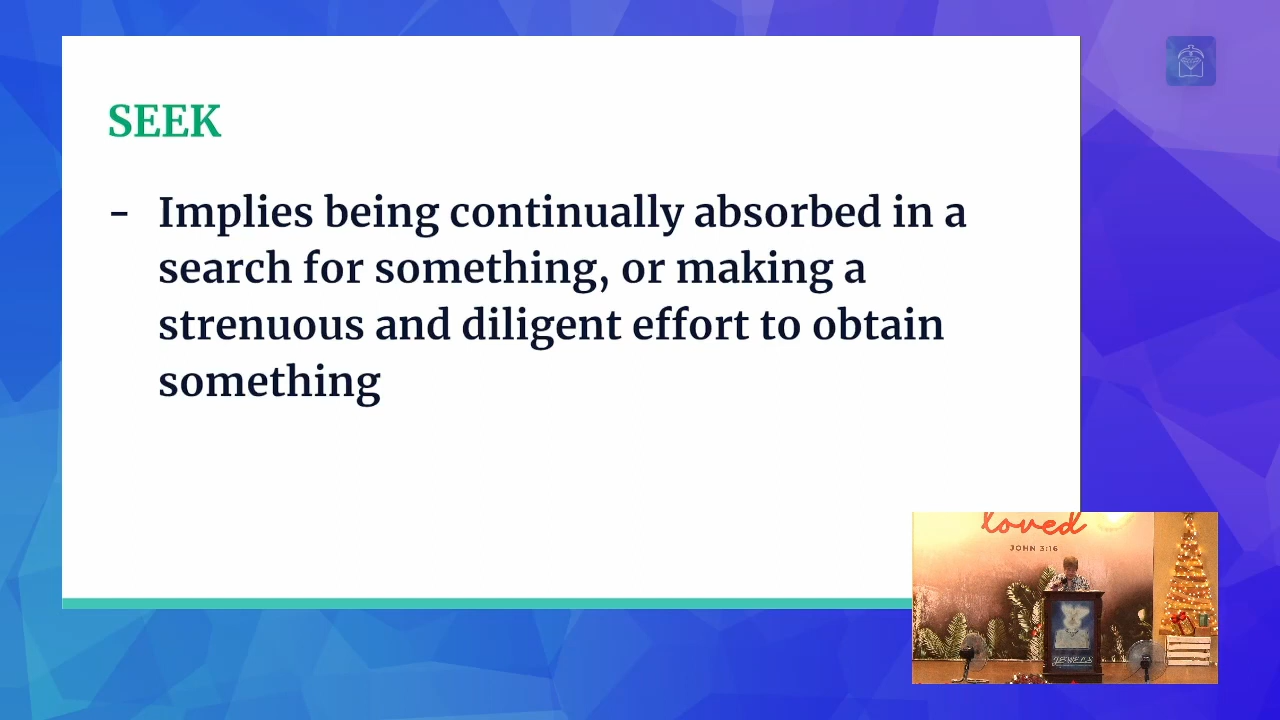 SEEK
- Implies being continually absorbed in a
search for something, or making a
strenuous and diligent effort to obtain
something
loved
JOHN 3:16